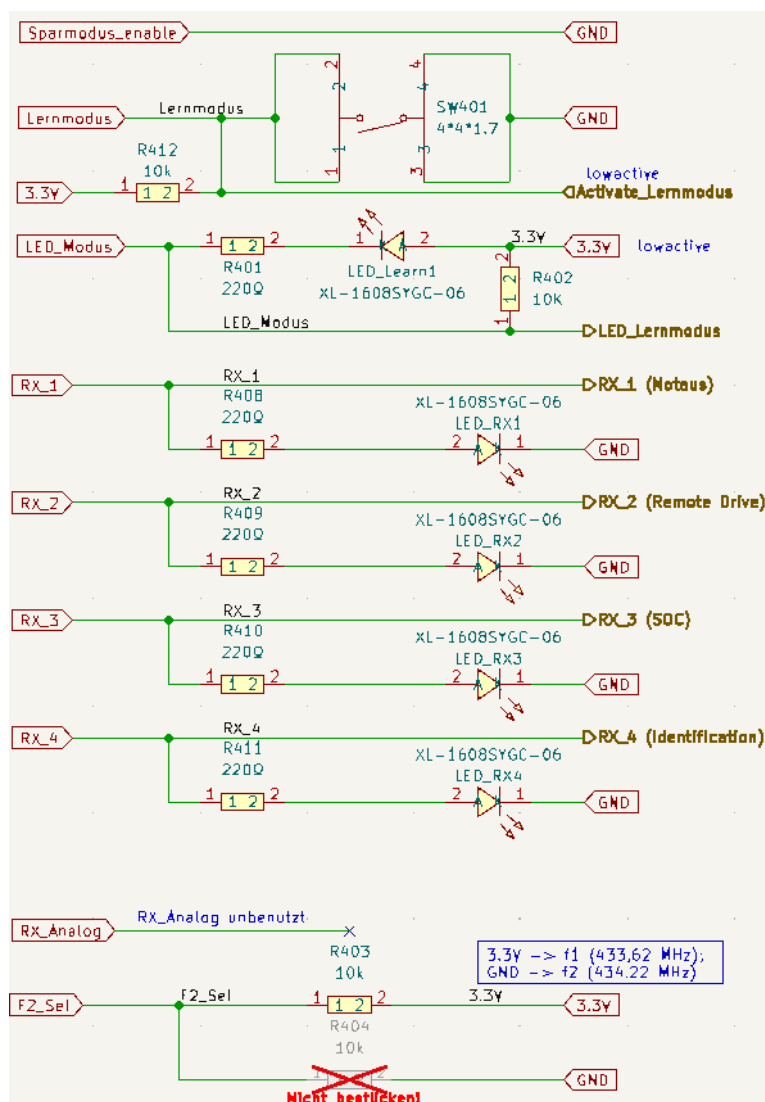 Sparmodus_enable GND
2 4
2 4
Lernmodus Lernmodus SW401 GND
4*4*1.7
R412 1 3
10k 1 3
lowactive
3.3V 1 1 2 2 Activate_Lernmodus
LED_Modus 1 1 2 2 1 A 2 3.3V 3.3V lowactive
R401 LED_Learn1 2 R402
220Ω XL-1608SYGC-06 1 2 10K
LED_Modus 1 LED_Lernmodus
RX_1 RX_1 RX_1 (Notaus)
R408 XL-1608SYGC-06
220Ω LED_RX1
1 1 2 2 2 A 1 GND
RX_2 RX_2 RX_2 (Remote Drive)
R409 XL-1608SYGC-06
220Ω LED_RX2
1 1 2 2 2 A 1 GND
RX_3 RX_3 RX_3 (SOC)
R410 XL-1608SYGC-06
220Ω LED_RX3
1 1 2 2 2 A 1 GND
RX_4 RX_4 RX_4 (Identification)
R411 XL-1608SYGC-06
220Ω LED_RX4
1 1 2 2 2 A 1 GND
RX_Analog RX_Analog unbenutzt
R403
10k
3.3V -> f1 (433,62 MHz);
GND -> f2 (434.22 MHz)
F2_Sel F2_Sel 1 1 2 2 3.3V 3.3V
R404
10k
1 2 GND
Nicht bestücken!